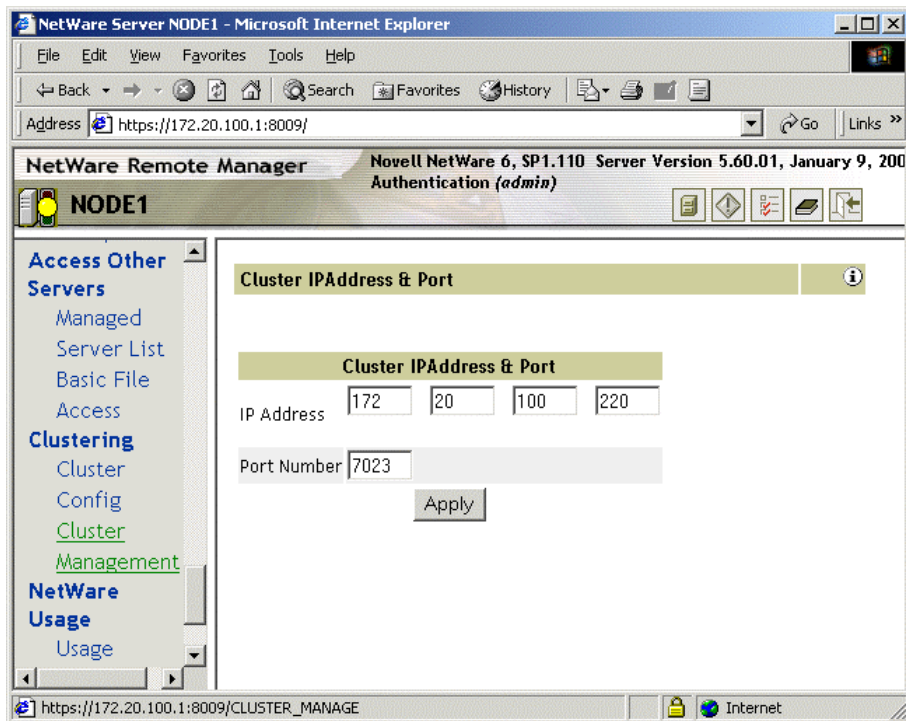 NetWare Server NODE1 - Microsoft Internet Explorer
File Edit View Favorites Tools Help
Back Search Favorites History
Address https://172.20.100.1:8009/ Go Links »
NetWare Remote Manager
Novell NetWare 6, SP1.110 Server Version 5.60.01, January 9, 200
Authentication (admin)
NODE1
Access Other
Servers
Managed
Server List
Basic File
Access
Clustering
Cluster
Config
Cluster
Management
NetWare
Usage
Usage
Cluster IPAddress & Port
Cluster IPAddress & Port
IP Address 172 20 100 220
Port Number 7023
Apply
https://172.20.100.1:8009/CLUSTER_MANAGE Internet